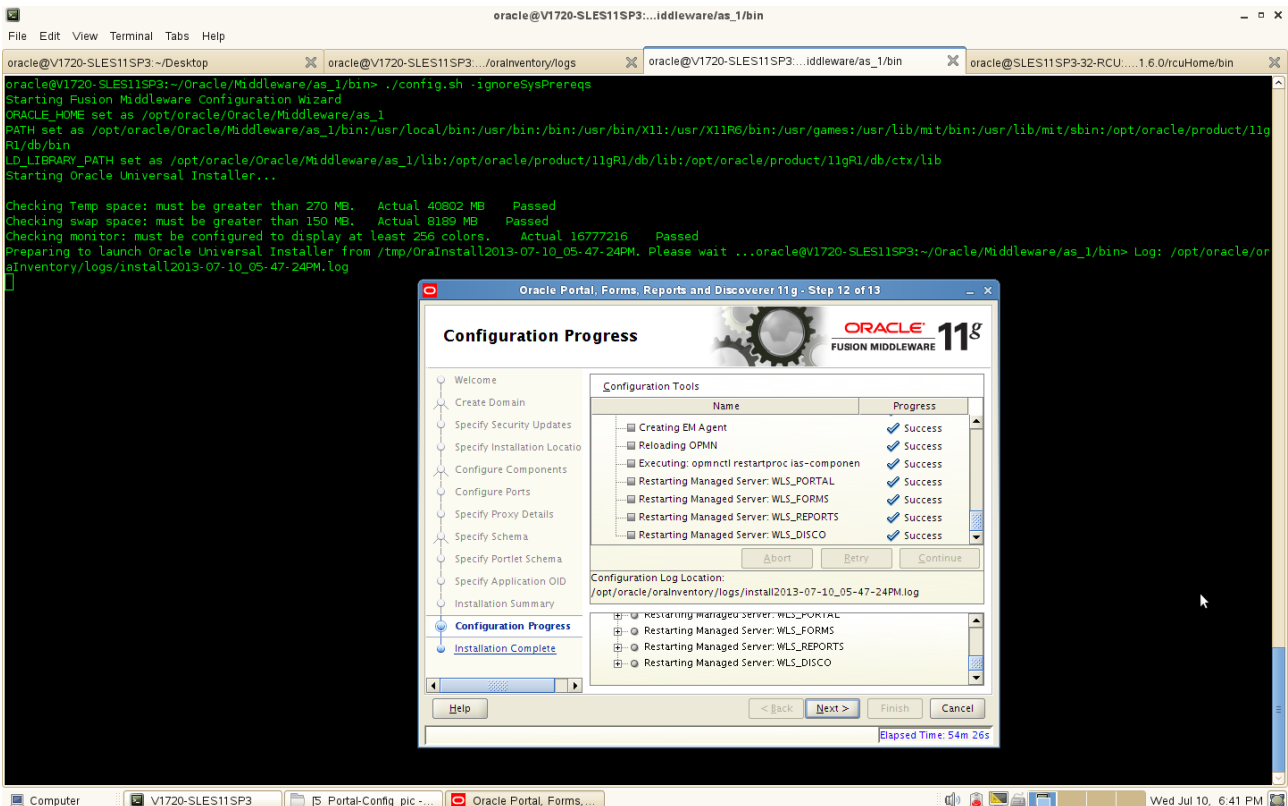 oracle@V1720-SLES11SP3:...iddleware/as_1/bin
File Edit View Terminal Tabs Help
oracle@V1720-SLES11SP3:~/Desktop oracle@V1720-SLES11SP3:.../oraInventory/logs oracle@V1720-SLES11SP3:...iddleware/as_1/bin oracle@SLES11SP3-32-RCU:....1.6.0/rcuHome/bin
oracle@V1720-SLES11SP3:~/Oracle/Middleware/as_1/bin> ./config.sh -ignoreSysPrereqs
Starting Fusion Middleware Configuration Wizard
ORACLE_HOME set as /opt/oracle/Oracle/Middleware/as_1
PATH set as /opt/oracle/Oracle/Middleware/as_1/bin:/usr/local/bin:/usr/bin:/bin:/usr/bin/X11:/usr/X11R6/bin:/usr/games:/usr/lib/mit/bin:/usr/lib/mit/sbin:/opt/oracle/product/11g
R1/db/bin
LD_LIBRARY_PATH set as /opt/oracle/Oracle/Middleware/as_1/lib:/opt/oracle/product/11gR1/db/lib:/opt/oracle/product/11gR1/db/ctx/lib
Starting Oracle Universal Installer...
Checking Temp space: must be greater than 270 MB. Actual 40802 MB Passed
Checking swap space: must be greater than 150 MB. Actual 8189 MB Passed
Checking monitor: must be configured to display at least 256 colors. Actual 16777216 Passed
Preparing to launch Oracle Universal Installer from /tmp/OraInstall2013-07-10_05-47-24PM. Please wait ...oracle@V1720-SLES11SP3:~/Oracle/Middleware/as_1/bin> Log: /opt/oracle/or
aInventory/logs/install2013-07-10_05-47-24PM.log
Oracle Portal, Forms, Reports and Discoverer 11g - Step 12 of 13
Configuration Progress
ORACLE FUSION MIDDLEWARE 11g
Welcome
Create Domain
Specify Security Updates
Specify Installation Locatio
Configure Components
Configure Ports
Specify Proxy Details
Specify Schema
Specify Portlet Schema
Specify Application OID
Installation Summary
Configuration Progress
Installation Complete
Configuration Tools
Name Progress
Creating EM Agent Success
Reloading OPMN Success
Executing: opmnctl restartproc ias-componen Success
Restarting Managed Server: WLS_PORTAL Success
Restarting Managed Server: WLS_FORMS Success
Restarting Managed Server: WLS_REPORTS Success
Restarting Managed Server: WLS_DISCO Success
Abort Retry Continue
Configuration Log Location:
/opt/oracle/oraInventory/logs/install2013-07-10_05-47-24PM.log
Restarting Managed Server: WLS_PORTAL
Restarting Managed Server: WLS_FORMS
Restarting Managed Server: WLS_REPORTS
Restarting Managed Server: WLS_DISCO
Help < Back Next > Finish Cancel
Elapsed Time: 54m 26s
Computer V1720-SLES11SP3 [5_Portal-Config_pic -... Oracle Portal, Forms,... Wed Jul 10, 6:41 PM